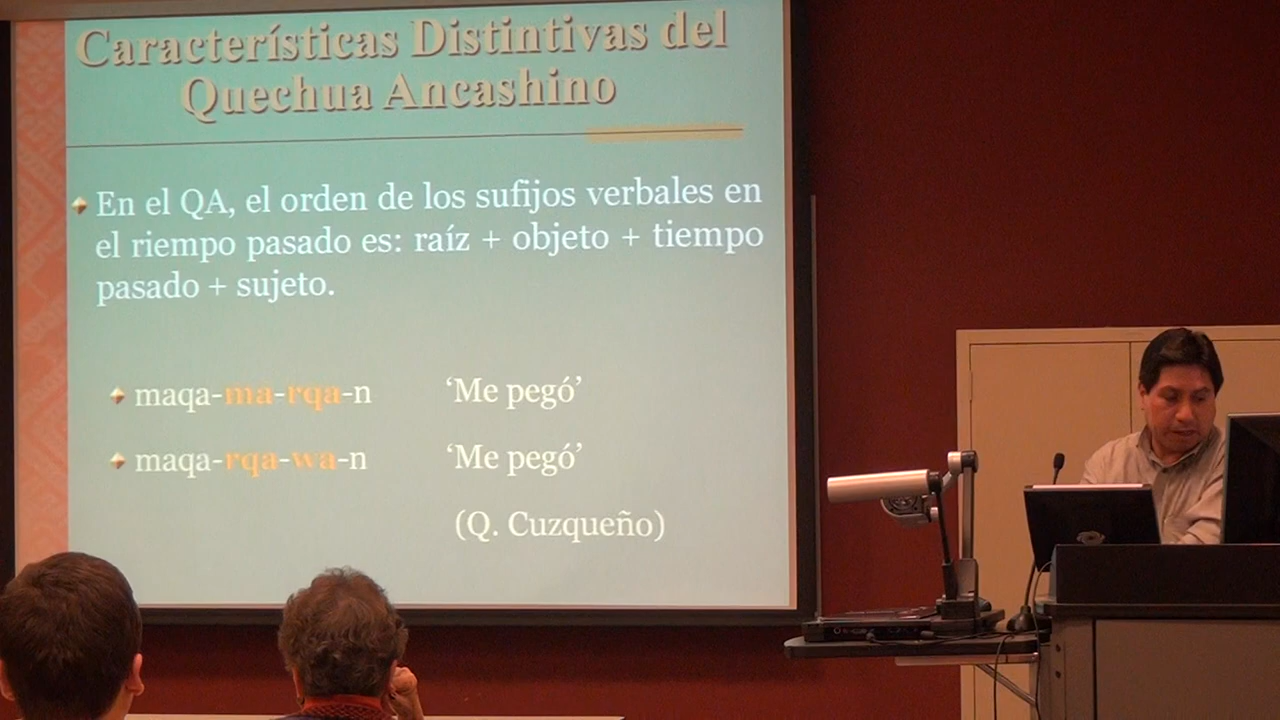 Características Distintivas del
Quechua Ancashino
En el QA, el orden de los sufijos verbales en
el riempo pasado es: raíz + objeto + tiempo
pasado + sujeto.
maqa-ma-rqa-n ‘Me pegó’
maqa-rqa-wa-n ‘Me pegó’
(Q. Cuzqueño)